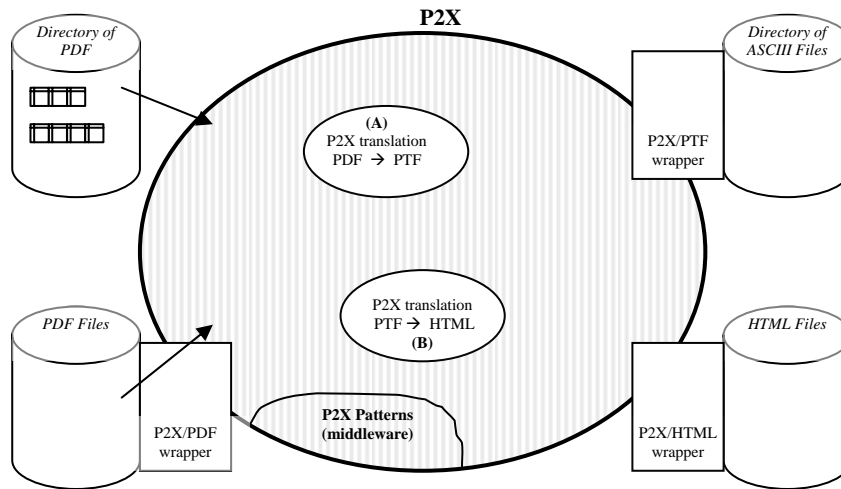 P2X
Directory of
PDF
Directory of
ASCIII Files
(A)
P2X translation
PDF → PTF
P2X/PTF
wrapper
P2X translation
PTF → HTML
(B)
PDF Files
HTML Files
P2X Patterns
(middleware)
P2X/PDF
wrapper
P2X/HTML
wrapper